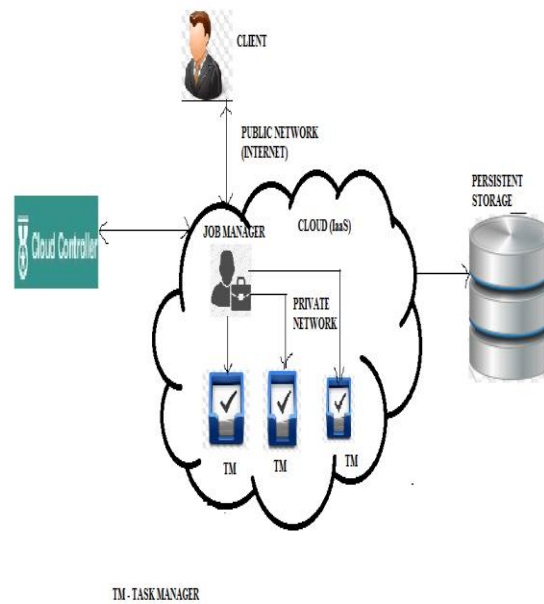 CLIENT
PUBLIC NETWORK
(INTERNET)
PERSISTENT
STORAGE
Cloud Controller
CLOUD (IaaS)
JOB MANAGER
PRIVATE
NETWORK
TM
TM
TM
TM - TASK MANAGER